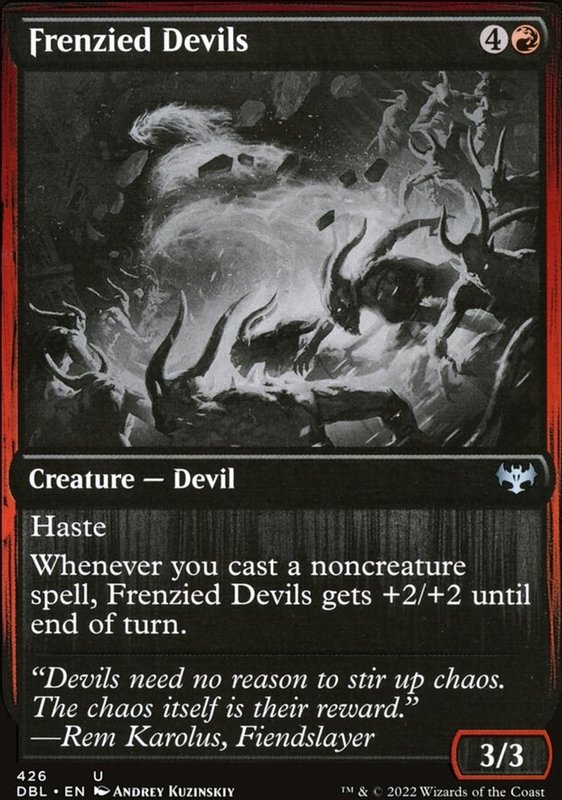 Frenzied Devils 4
Creature — Devil
Haste
Whenever you cast a noncreature
spell, Frenzied Devils gets +2/+2 until
end of turn.
“Devils need no reason to stir up chaos.
The chaos itself is their reward.”
—Rem Karolus, Fiendslayer
3/3
426 U
DBL • EN Andrey Kuzinskiy
™ & © 2022 Wizards of the Coast